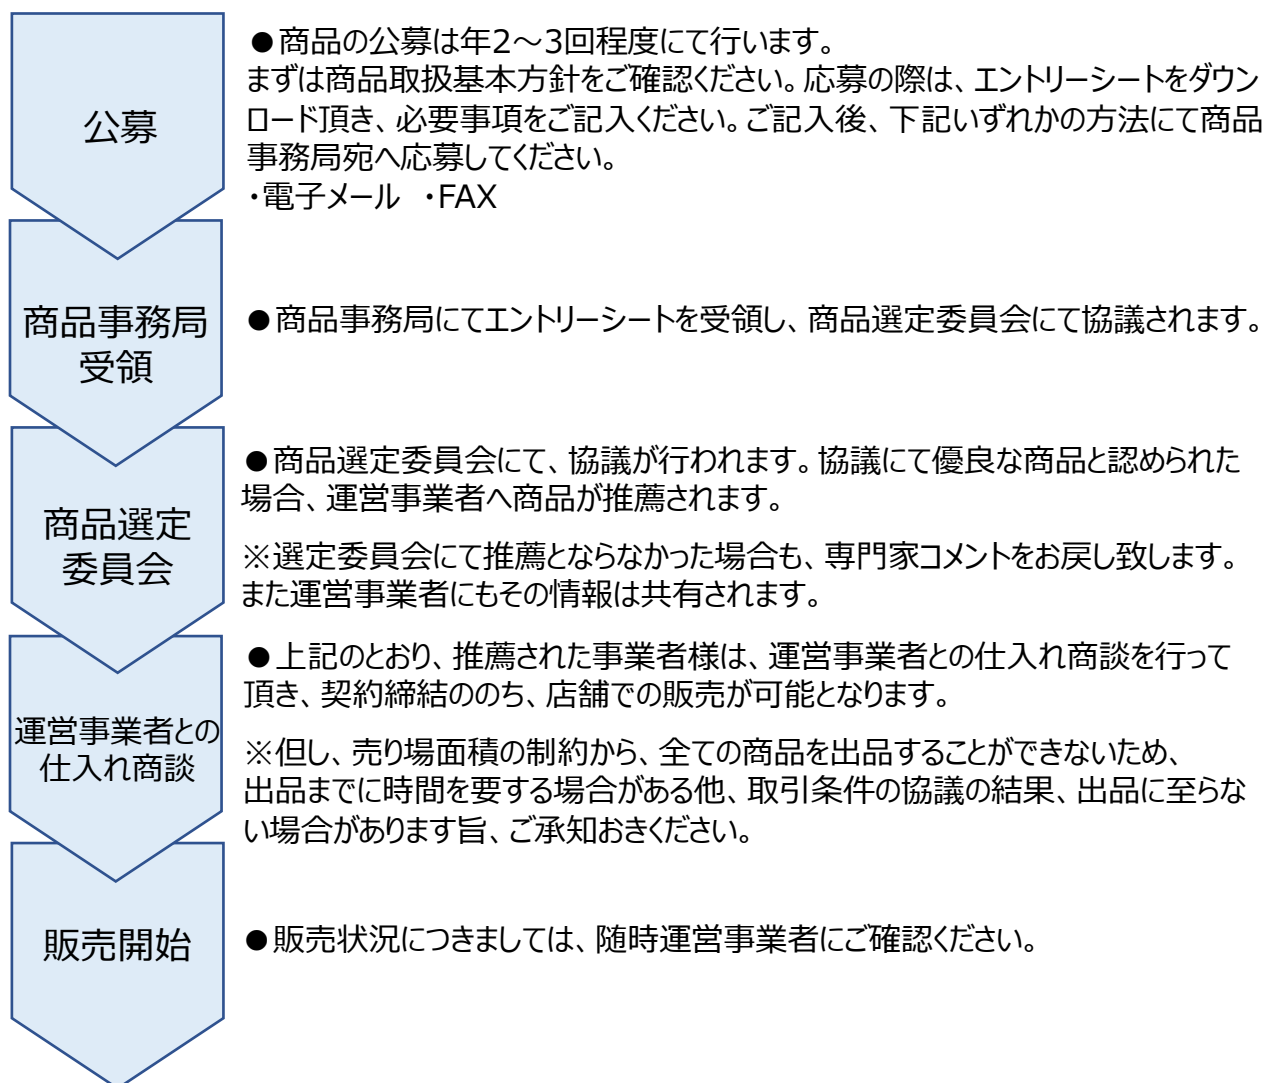 公募
●商品の公募は年2～3回程度にて行います。
まずは商品取扱基本方針をご確認ください。応募の際は、エントリーシートをダウン
ロード頂き、必要事項をご記入ください。ご記入後、下記いずれかの方法にて商品
事務局宛へ応募してください。
・電子メール　・FAX
商品事務局
受領
●商品事務局にてエントリーシートを受領し、商品選定委員会にて協議されます。
商品選定
委員会
●商品選定委員会にて、協議が行われます。協議にて優良な商品と認められた
場合、運営事業者へ商品が推薦されます。
※選定委員会にて推薦とならなかった場合も、専門家コメントをお戻し致します。
また運営事業者にもその情報は共有されます。
運営事業者との
仕入れ商談
●上記のとおり、推薦された事業者様は、運営事業者との仕入れ商談を行って
頂き、契約締結ののち、店舗での販売が可能となります。
※但し、売り場面積の制約から、全ての商品を出品することができないため、
出品までに時間を要する場合がある他、取引条件の協議の結果、出品に至らな
い場合があります旨、ご承知おきください。
販売開始
●販売状況につきましては、随時運営事業者にご確認ください。